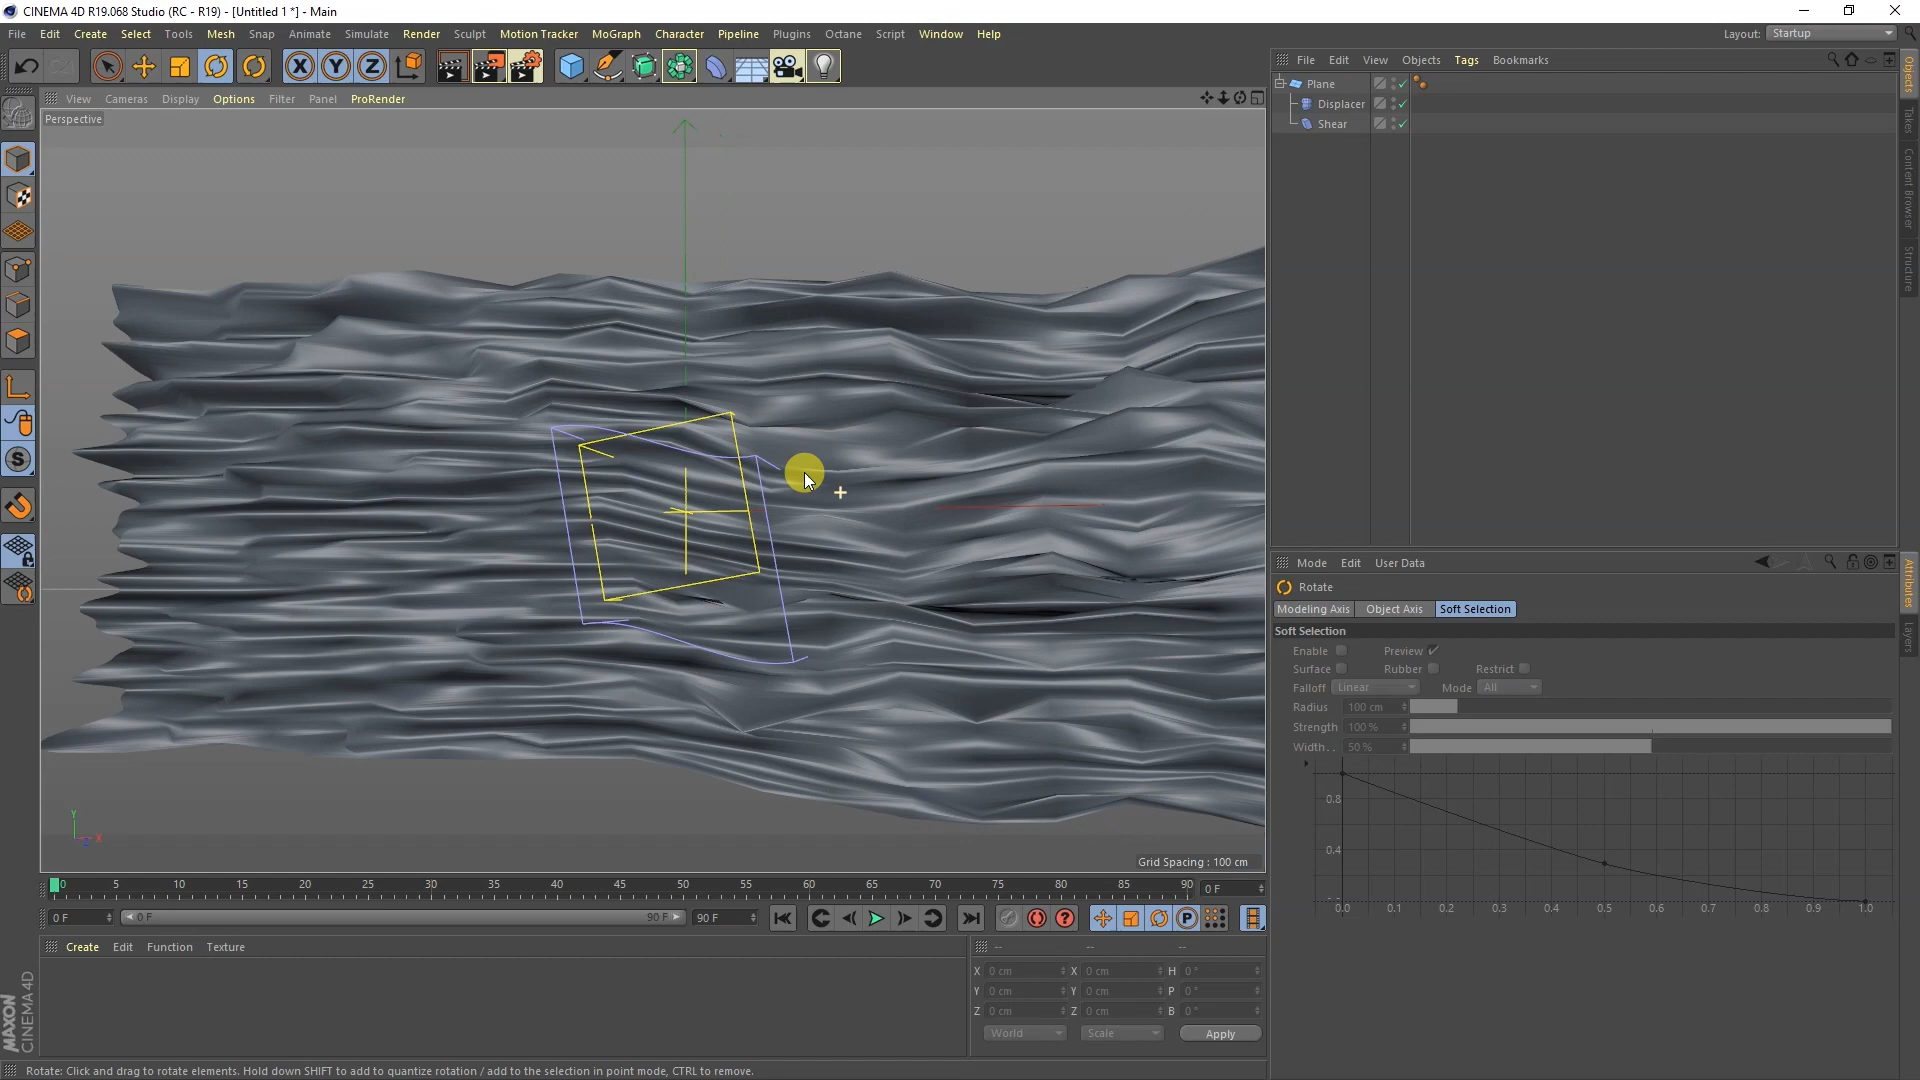 CINEMA 4D R19.068 Studio (RC - R19) - [Untitled 1 *] - Main
File Edit Create Select Tools Mesh Snap Animate Simulate Render Sculpt Motion Tracker MoGraph Character Pipeline Plugins Octane Script Window Help
Layout: Startup
View Cameras Display Options Filter Panel ProRender
Perspective
Grid Spacing : 100 cm
Y
X
Z
File Edit View Objects Tags Bookmarks
Plane
Displacer
Shear
Objects
Takes
Content Browser
Structure
Mode Edit User Data
Rotate
Modeling Axis Object Axis Soft Selection
Soft Selection
Enable Preview
Surface Rubber Restrict
Falloff Linear Mode All
Radius 100 cm
Strength 100 %
Width. . 50 %
0.8
0.4
0.0 0.1 0.2 0.3 0.4 0.5 0.6 0.7 0.8 0.9 1.0
Attributes
Layers
0 5 10 15 20 25 30 35 40 45 50 55 60 65 70 75 80 85 90 0 F
0 F 0 F 90 F 90 F
Create Edit Function Texture
-- -- --
X 0 cm X 0 cm H 0 °
Y 0 cm Y 0 cm P 0 °
Z 0 cm Z 0 cm B 0 °
World Scale Apply
MAXON
CINEMA 4D
Rotate: Click and drag to rotate elements. Hold down SHIFT to add to quantize rotation / add to the selection in point mode, CTRL to remove.